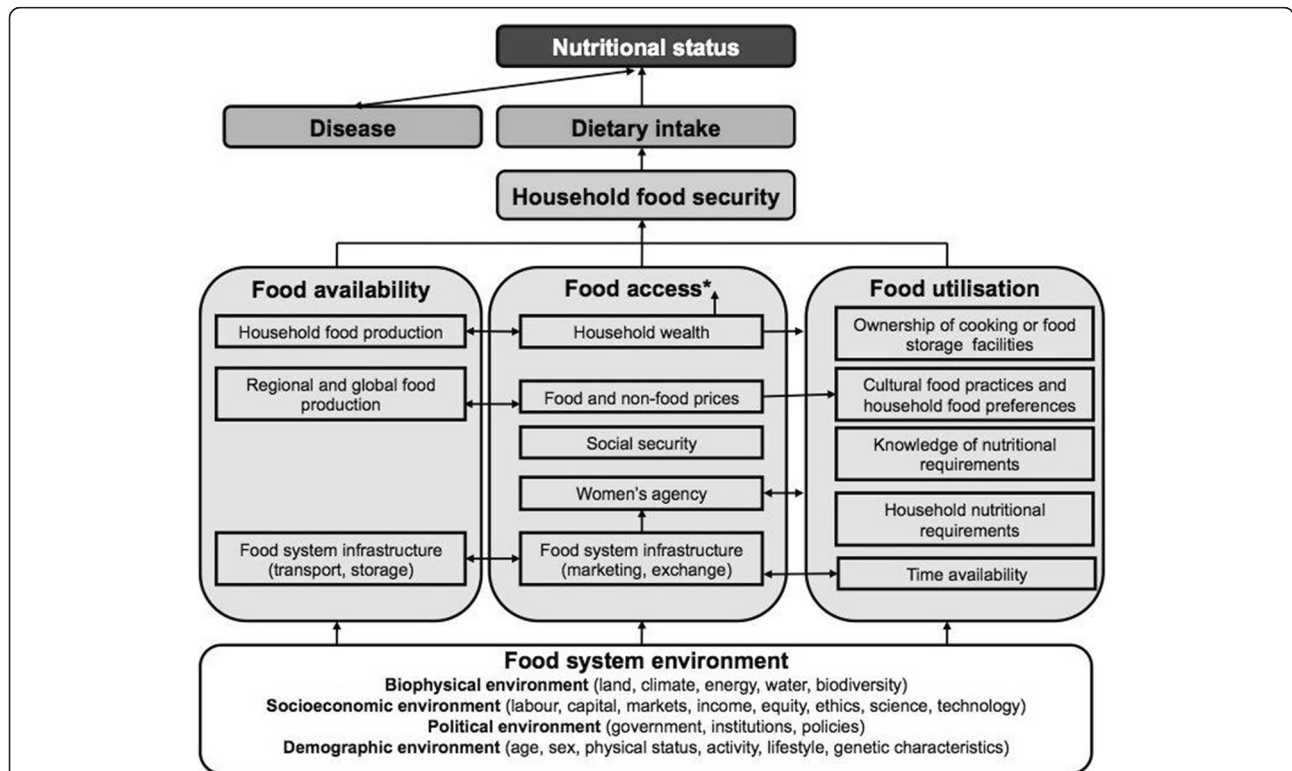 Nutritional status
Disease
Dietary intake
Household food security
Food availability
Household food production
Regional and global food
production
Food system infrastructure
(transport, storage)
Food access*
Household wealth
Food and non-food prices
Social security
Women's agency
Food system infrastructure
(marketing, exchange)
Food utilisation
Ownership of cooking or food
storage facilities
Cultural food practices and
household food preferences
Knowledge of nutritional
requirements
Household nutritional
requirements
Time availability
Food system environment
Biophysical environment (land, climate, energy, water, biodiversity)
Socioeconomic environment (labour, capital, markets, income, equity, ethics, science, technology)
Political environment (government, institutions, policies)
Demographic environment (age, sex, physical status, activity, lifestyle, genetic characteristics)